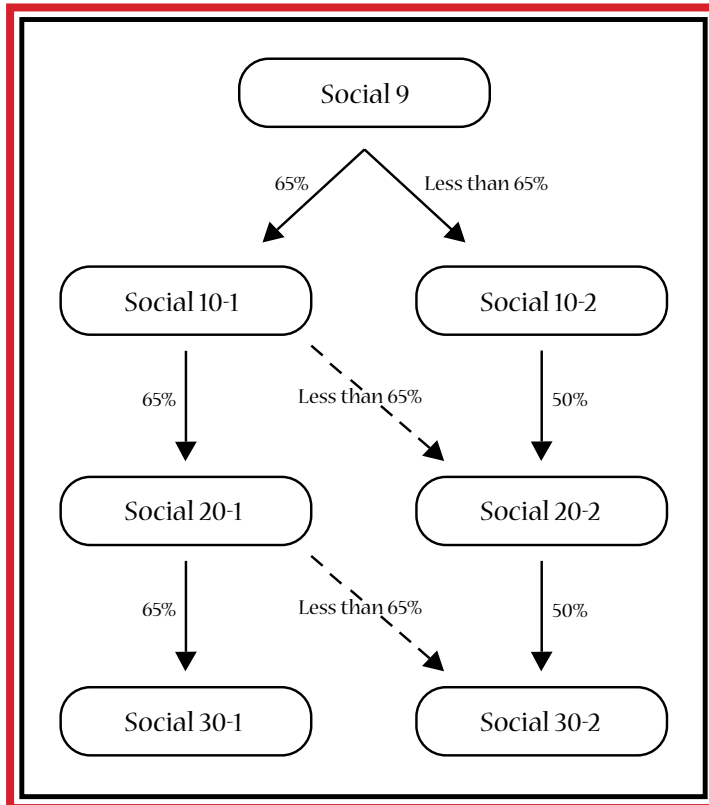 Social 9
65%
Less than 65%
Social 10-1
Social 10-2
65%
Less than 65%
50%
Social 20-1
Social 20-2
65%
Less than 65%
50%
Social 30-1
Social 30-2